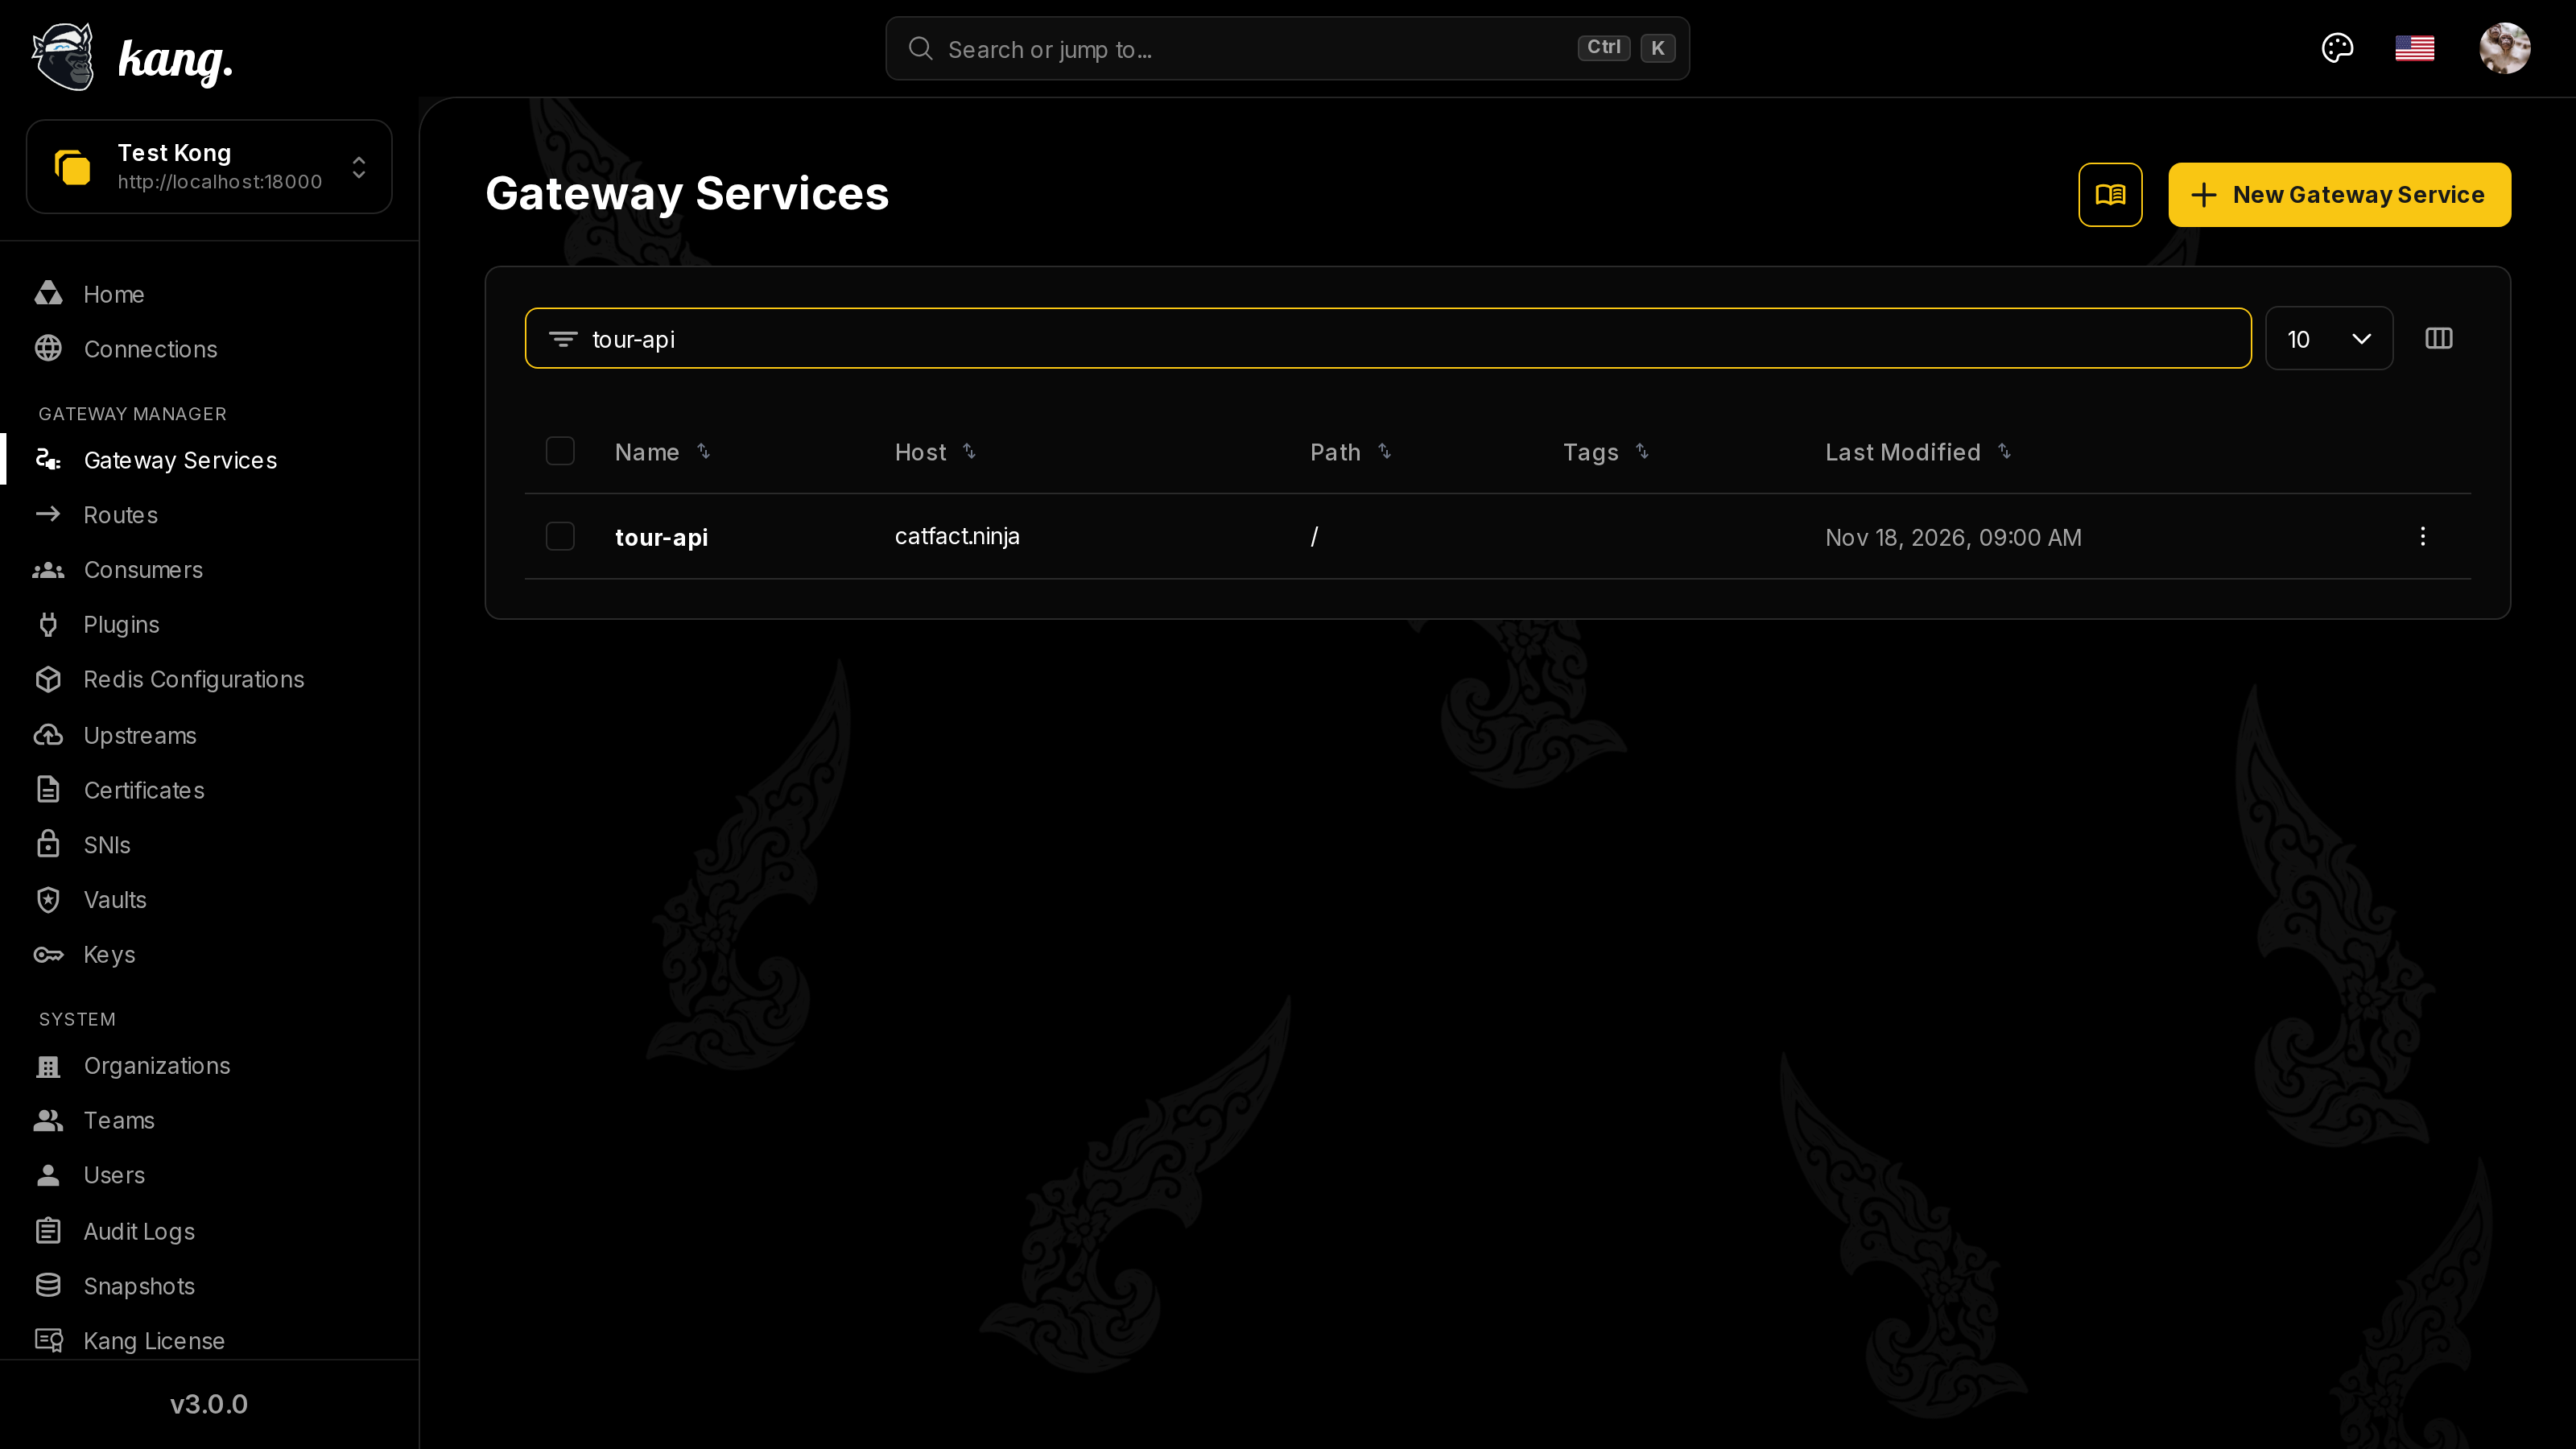 kang.
Search or jump to...
Ctrl K
Test Kong
http://localhost:18000
Home
Connections
GATEWAY MANAGER
Gateway Services
Routes
Consumers
Plugins
Redis Configurations
Upstreams
Certificates
SNIs
Vaults
Keys
SYSTEM
Organizations
Teams
Users
Audit Logs
Snapshots
Kang License
v3.0.0
Gateway Services
New Gateway Service
tour-api
10
Name Host Path Tags Last Modified
tour-api catfact.ninja / Nov 18, 2026, 09:00 AM